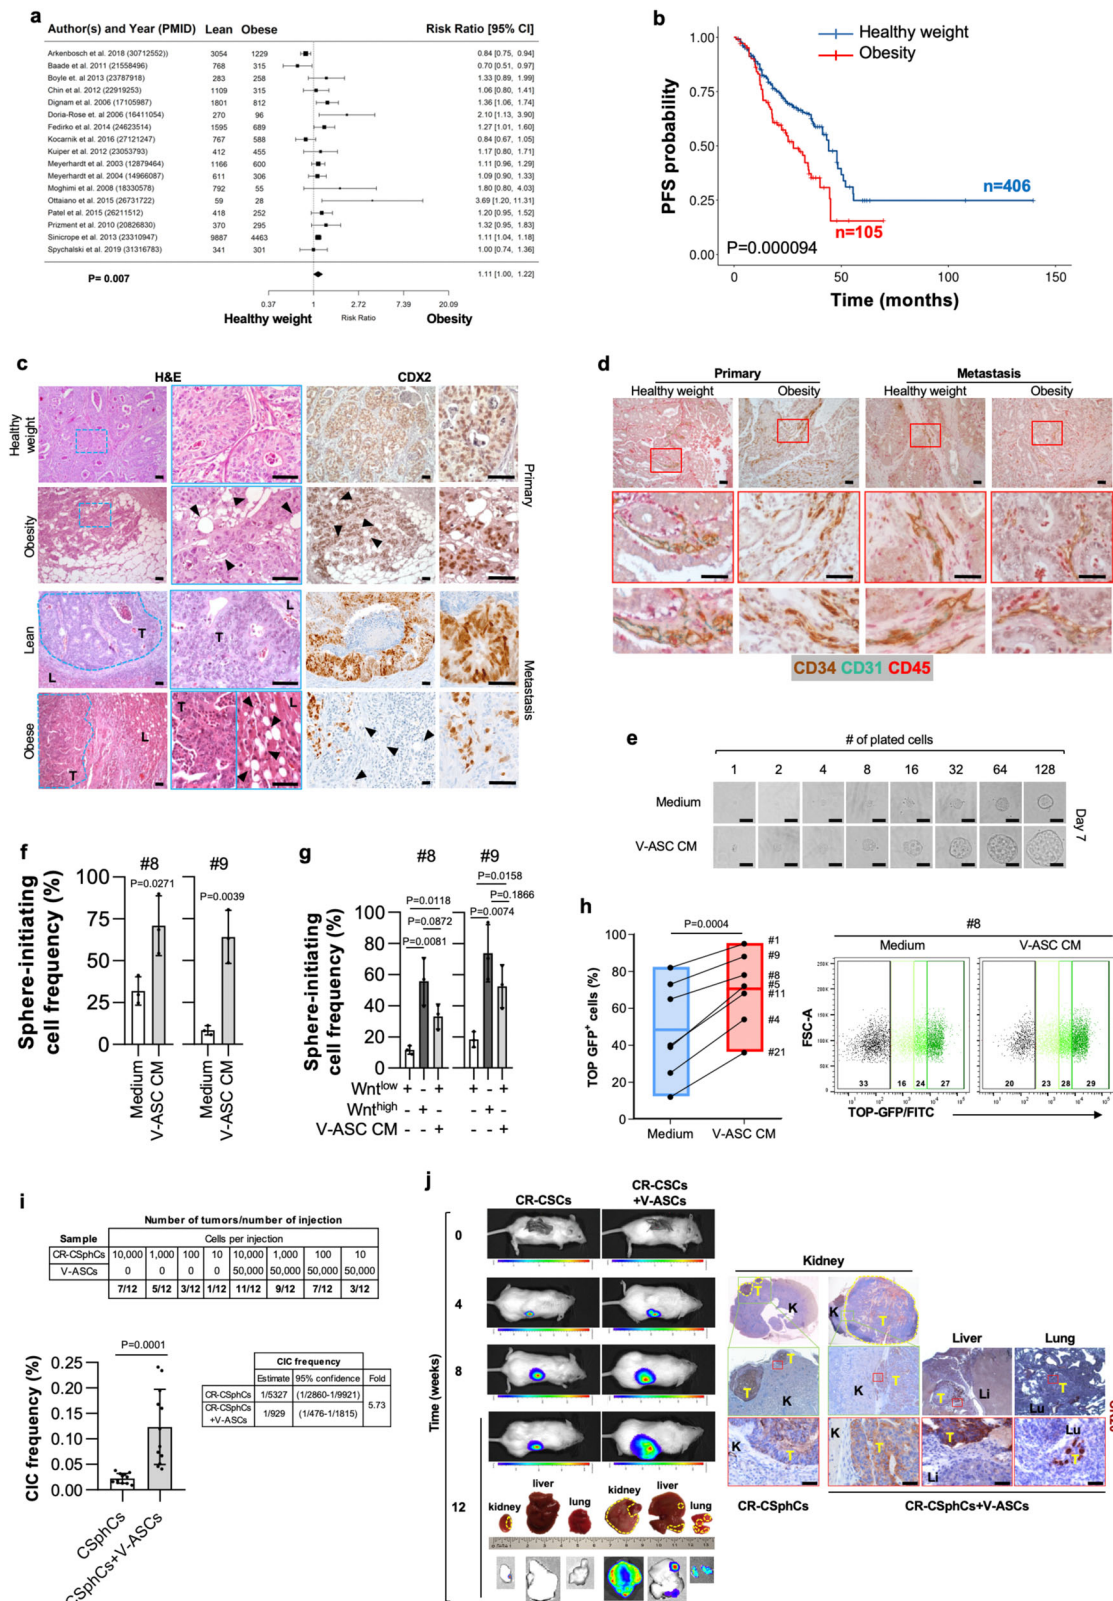 a
Author(s) and Year (PMID) Lean Obese Risk Ratio [95% CI]
Arkenbosch et al. 2018 (30712552)) 3054 1229 0.84 [0.75, 0.94]
Baade et al. 2011 (21558496) 768 315 0.70 [0.51, 0.97]
Boyle et. al 2013 (23787918) 283 258 1.33 [0.89, 1.99]
Chin et al. 2012 (22919253) 1109 315 1.06 [0.80, 1.41]
Dignam et al. 2006 (17105987) 1801 812 1.36 [1.06, 1.74]
Doria-Rose et. al 2006 (16411054) 270 96 2.10 [1.13, 3.90]
Fedirko et al. 2014 (24623514) 1595 689 1.27 [1.01, 1.60]
Kocarnik et al. 2016 (27121247) 767 588 0.84 [0.67, 1.05]
Kuiper et al. 2012 (23053793) 412 455 1.17 [0.80, 1.71]
Meyerhardt et al. 2003 (12879464) 1166 600 1.11 [0.96, 1.29]
Meyerhardt et al. 2004 (14966087) 611 306 1.09 [0.90, 1.33]
Moghimi et al. 2008 (18330578) 792 55 1.80 [0.80, 4.03]
Ottaiano et al. 2015 (26731722) 59 28 3.69 [1.20, 11.31]
Patel et al. 2015 (26211512) 418 252 1.20 [0.95, 1.52]
Prizment et al. 2010 (20826830) 370 295 1.32 [0.95, 1.83]
Sinicrope et al. 2013 (23310947) 9887 4463 1.11 [1.04, 1.18]
Spychalski et al. 2019 (31316783) 341 301 1.00 [0.74, 1.36]
P= 0.007 1.11 [1.00, 1.22]
0.37 1 2.72 7.39 20.09
Healthy weight Risk Ratio Obesity
b
Healthy weight
Obesity
PFS probability
1.00
0.75
0.50
0.25
0.00
n=406
n=105
P=0.000094
0 50 100 150
Time (months)
c
H&E CDX2
Healthy weight
Obesity
Primary
Lean
Obese
Metastasis
T
L
T
L
T
L
T
L
d
Primary Metastasis
Healthy weight Obesity Healthy weight Obesity
CD34 CD31 CD45
e
# of plated cells
1 2 4 8 16 32 64 128
Medium
V-ASC CM
Day 7
f
#8 #9
Sphere-initiating cell frequency (%)
100
75
50
25
0
P=0.0271
P=0.0039
Medium V-ASC CM Medium V-ASC CM
g
#8 #9
Sphere-initiating cell frequency (%)
100
80
60
40
20
0
P=0.0118
P=0.0872
P=0.0081
P=0.0158
P=0.1866
P=0.0074
Wntlow + - + + - +
Wnthigh - + - - + -
V-ASC CM - - + - - +
h
TOP GFP+ cells (%)
100
80
60
40
20
0
P=0.0004
#1
#9
#8
#5
#11
#4
#21
Medium V-ASC CM
#8
Medium V-ASC CM
FSC-A
250K
200K
150K
100K
50K
0
33 16 24 27
20 23 28 29
TOP-GFP/FITC
i
Number of tumors/number of injection
Sample Cells per injection
CR-CSphCs 10,000 1,000 100 10 10,000 1,000 100 10
V-ASCs 0 0 0 0 50,000 50,000 50,000 50,000
7/12 5/12 3/12 1/12 11/12 9/12 7/12 3/12
CIC frequency (%)
0.25
0.20
0.15
0.10
0.05
0.00
P=0.0001
CSphCs
CSphCs+V-ASCs
CIC frequency
Estimate 95% confidence Fold
CR-CSphCs 1/5327 (1/2860-1/9921) 5.73
CR-CSphCs +V-ASCs 1/929 (1/476-1/1815)
j
CR-CSCs
CR-CSCs +V-ASCs
Time (weeks)
0
4
8
12
kidney liver lung kidney liver lung
Kidney
T
K
K
T
T
K
K
T
Liver
T
Li
Lung
T
Lu
K
T
K
T
T
Li
Lu
T
CR-CSphCs
CR-CSphCs+V-ASCs